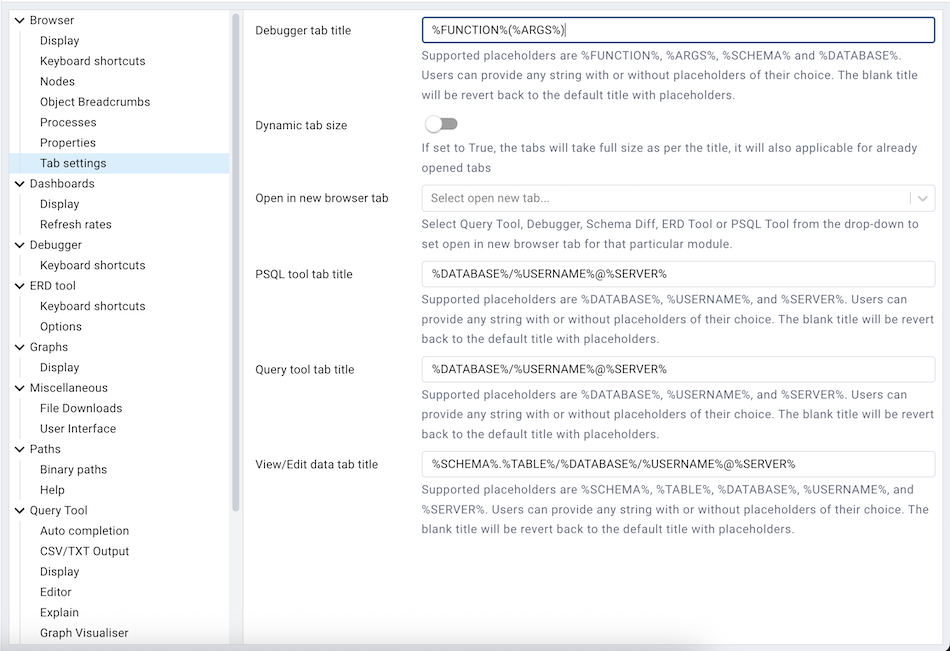 Browser
Display
Keyboard shortcuts
Nodes
Object Breadcrumbs
Processes
Properties
Tab settings
Dashboards
Display
Refresh rates
Debugger
Keyboard shortcuts
ERD tool
Keyboard shortcuts
Options
Graphs
Display
Miscellaneous
File Downloads
User Interface
Paths
Binary paths
Help
Query Tool
Auto completion
CSV/TXT Output
Display
Editor
Explain
Graph Visualiser
Debugger tab title
%FUNCTION%(%ARGS%)
Supported placeholders are %FUNCTION%, %ARGS%, %SCHEMA% and %DATABASE%.
Users can provide any string with or without placeholders of their choice. The blank title
will be revert back to the default title with placeholders.
Dynamic tab size
If set to True, the tabs will take full size as per the title, it will also applicable for already
opened tabs
Open in new browser tab
Select open new tab...
Select Query Tool, Debugger, Schema Diff, ERD Tool or PSQL Tool from the drop-down to
set open in new browser tab for that particular module.
PSQL tool tab title
%DATABASE%/%USERNAME%@%SERVER%
Supported placeholders are %DATABASE%, %USERNAME%, and %SERVER%. Users can
provide any string with or without placeholders of their choice. The blank title will be revert
back to the default title with placeholders.
Query tool tab title
%DATABASE%/%USERNAME%@%SERVER%
Supported placeholders are %DATABASE%, %USERNAME%, and %SERVER%. Users can
provide any string with or without placeholders of their choice. The blank title will be revert
back to the default title with placeholders.
View/Edit data tab title
%SCHEMA%.%TABLE%/%DATABASE%/%USERNAME%@%SERVER%
Supported placeholders are %SCHEMA%, %TABLE%, %DATABASE%, %USERNAME%, and
%SERVER%. Users can provide any string with or without placeholders of their choice. The
blank title will be revert back to the default title with placeholders.